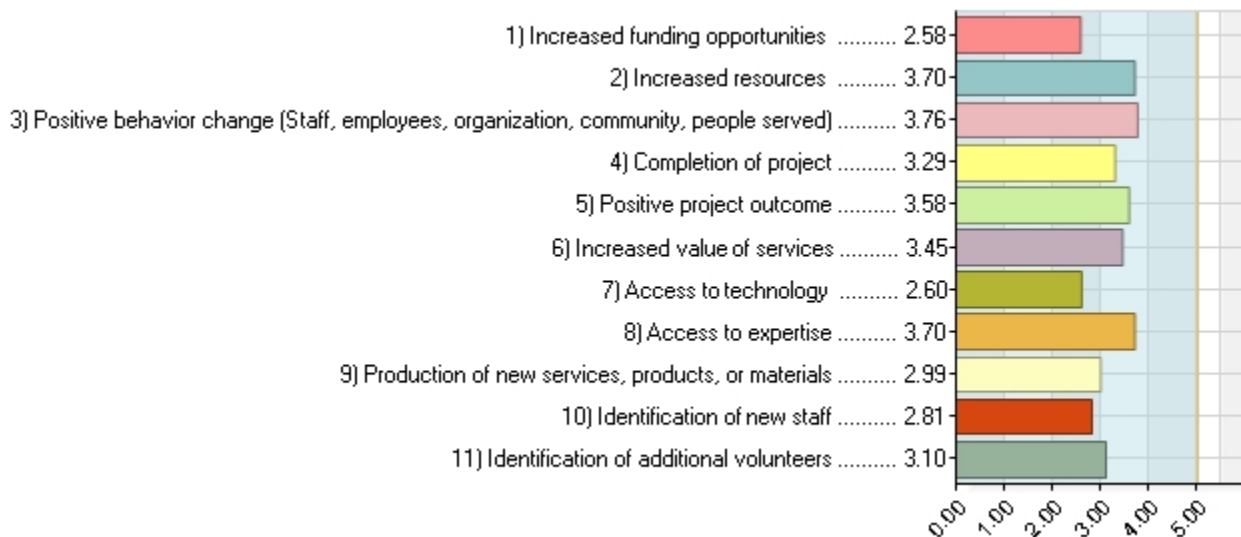 1) Increased funding opportunities .......... 2.58
2) Increased resources .......... 3.70
3) Positive behavior change (Staff, employees, organization, community, people served) .......... 3.76
4) Completion of project .......... 3.29
5) Positive project outcome .......... 3.58
6) Increased value of services .......... 3.45
7) Access to technology .......... 2.60
8) Access to expertise .......... 3.70
9) Production of new services, products, or materials .......... 2.99
10) Identification of new staff .......... 2.81
11) Identification of additional volunteers .......... 3.10
0.00 1.00 2.00 3.00 4.00 5.00